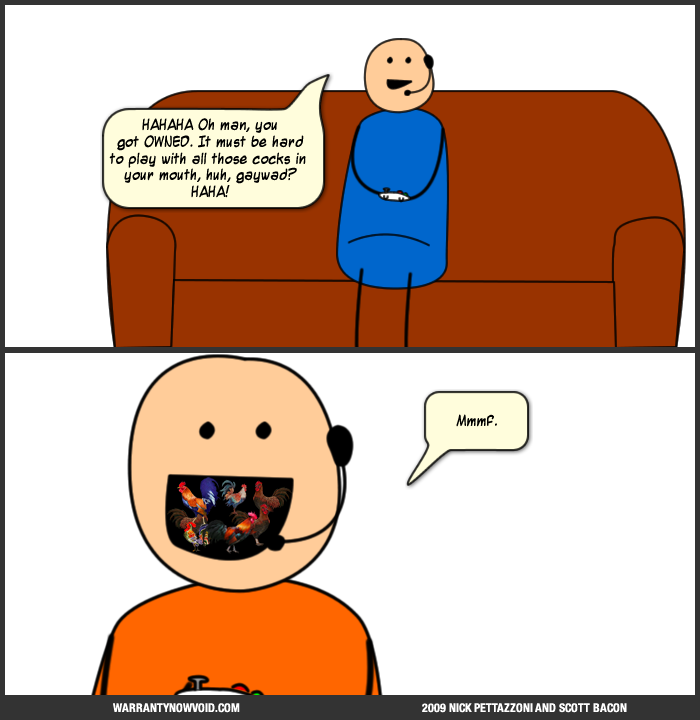 HAHAHA Oh man, you
got OWNED. It must be hard
to play with all those cocks in
your mouth, huh, gaywad?
HAHA!
Mmmf.
WARRANTYNOWVOID.COM
2009 NICK PETTAZZONI AND SCOTT BACON